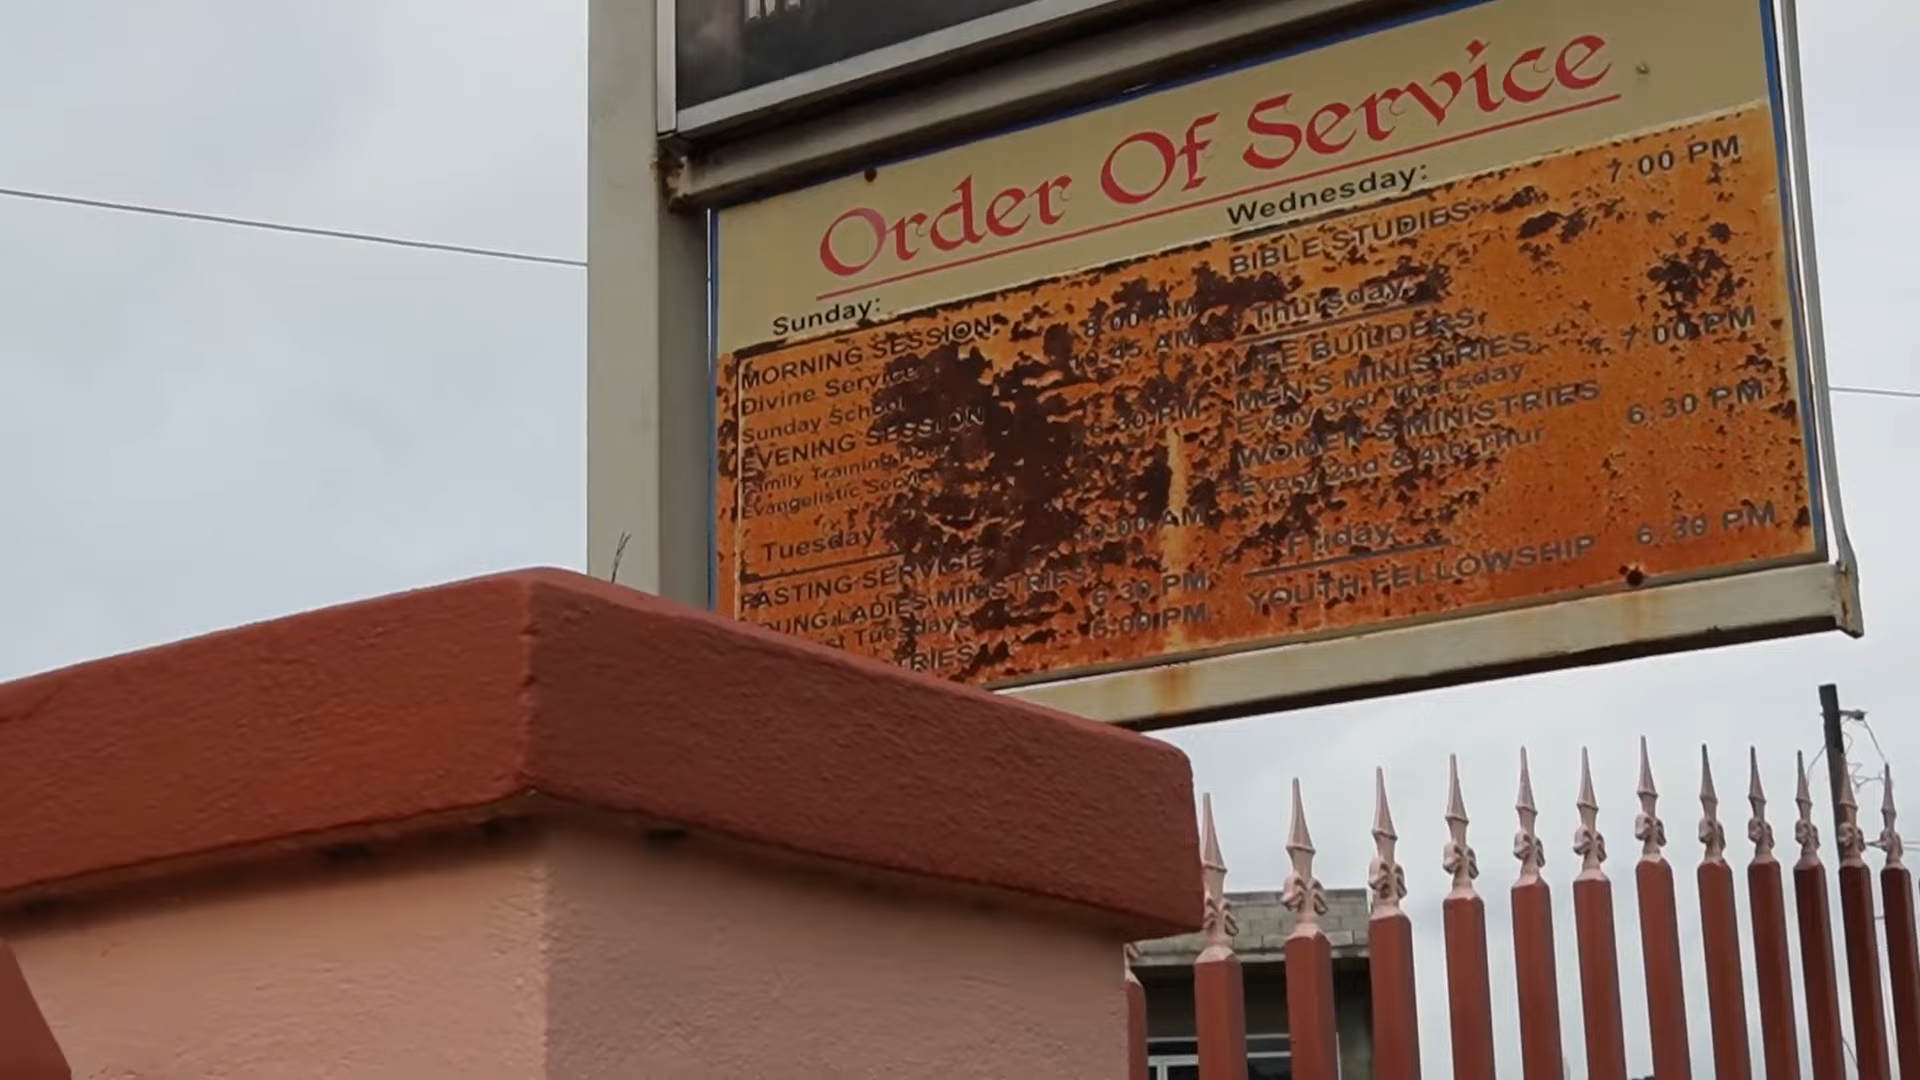 Order Of Service
Sunday:
MORNING SESSION 8:00 AM
Divine Service 10:45 AM
Sunday School
EVENING SESSION 6:30 PM
Family Training Hour
Evangelistic Service
Tuesday
FASTING SERVICE 10:00 AM
YOUNG LADIES MINISTRIES 6:30 PM
Tuesdays 6:00 PM
Wednesday: 7:00 PM
BIBLE STUDIES
Thursday
LIFE BUILDERS
MEN'S MINISTRIES 7:00 PM
Every 3rd Thursday
WOMEN'S MINISTRIES 6:30 PM
Every 2nd & 4th Thur
Friday
YOUTH FELLOWSHIP 6:30 PM